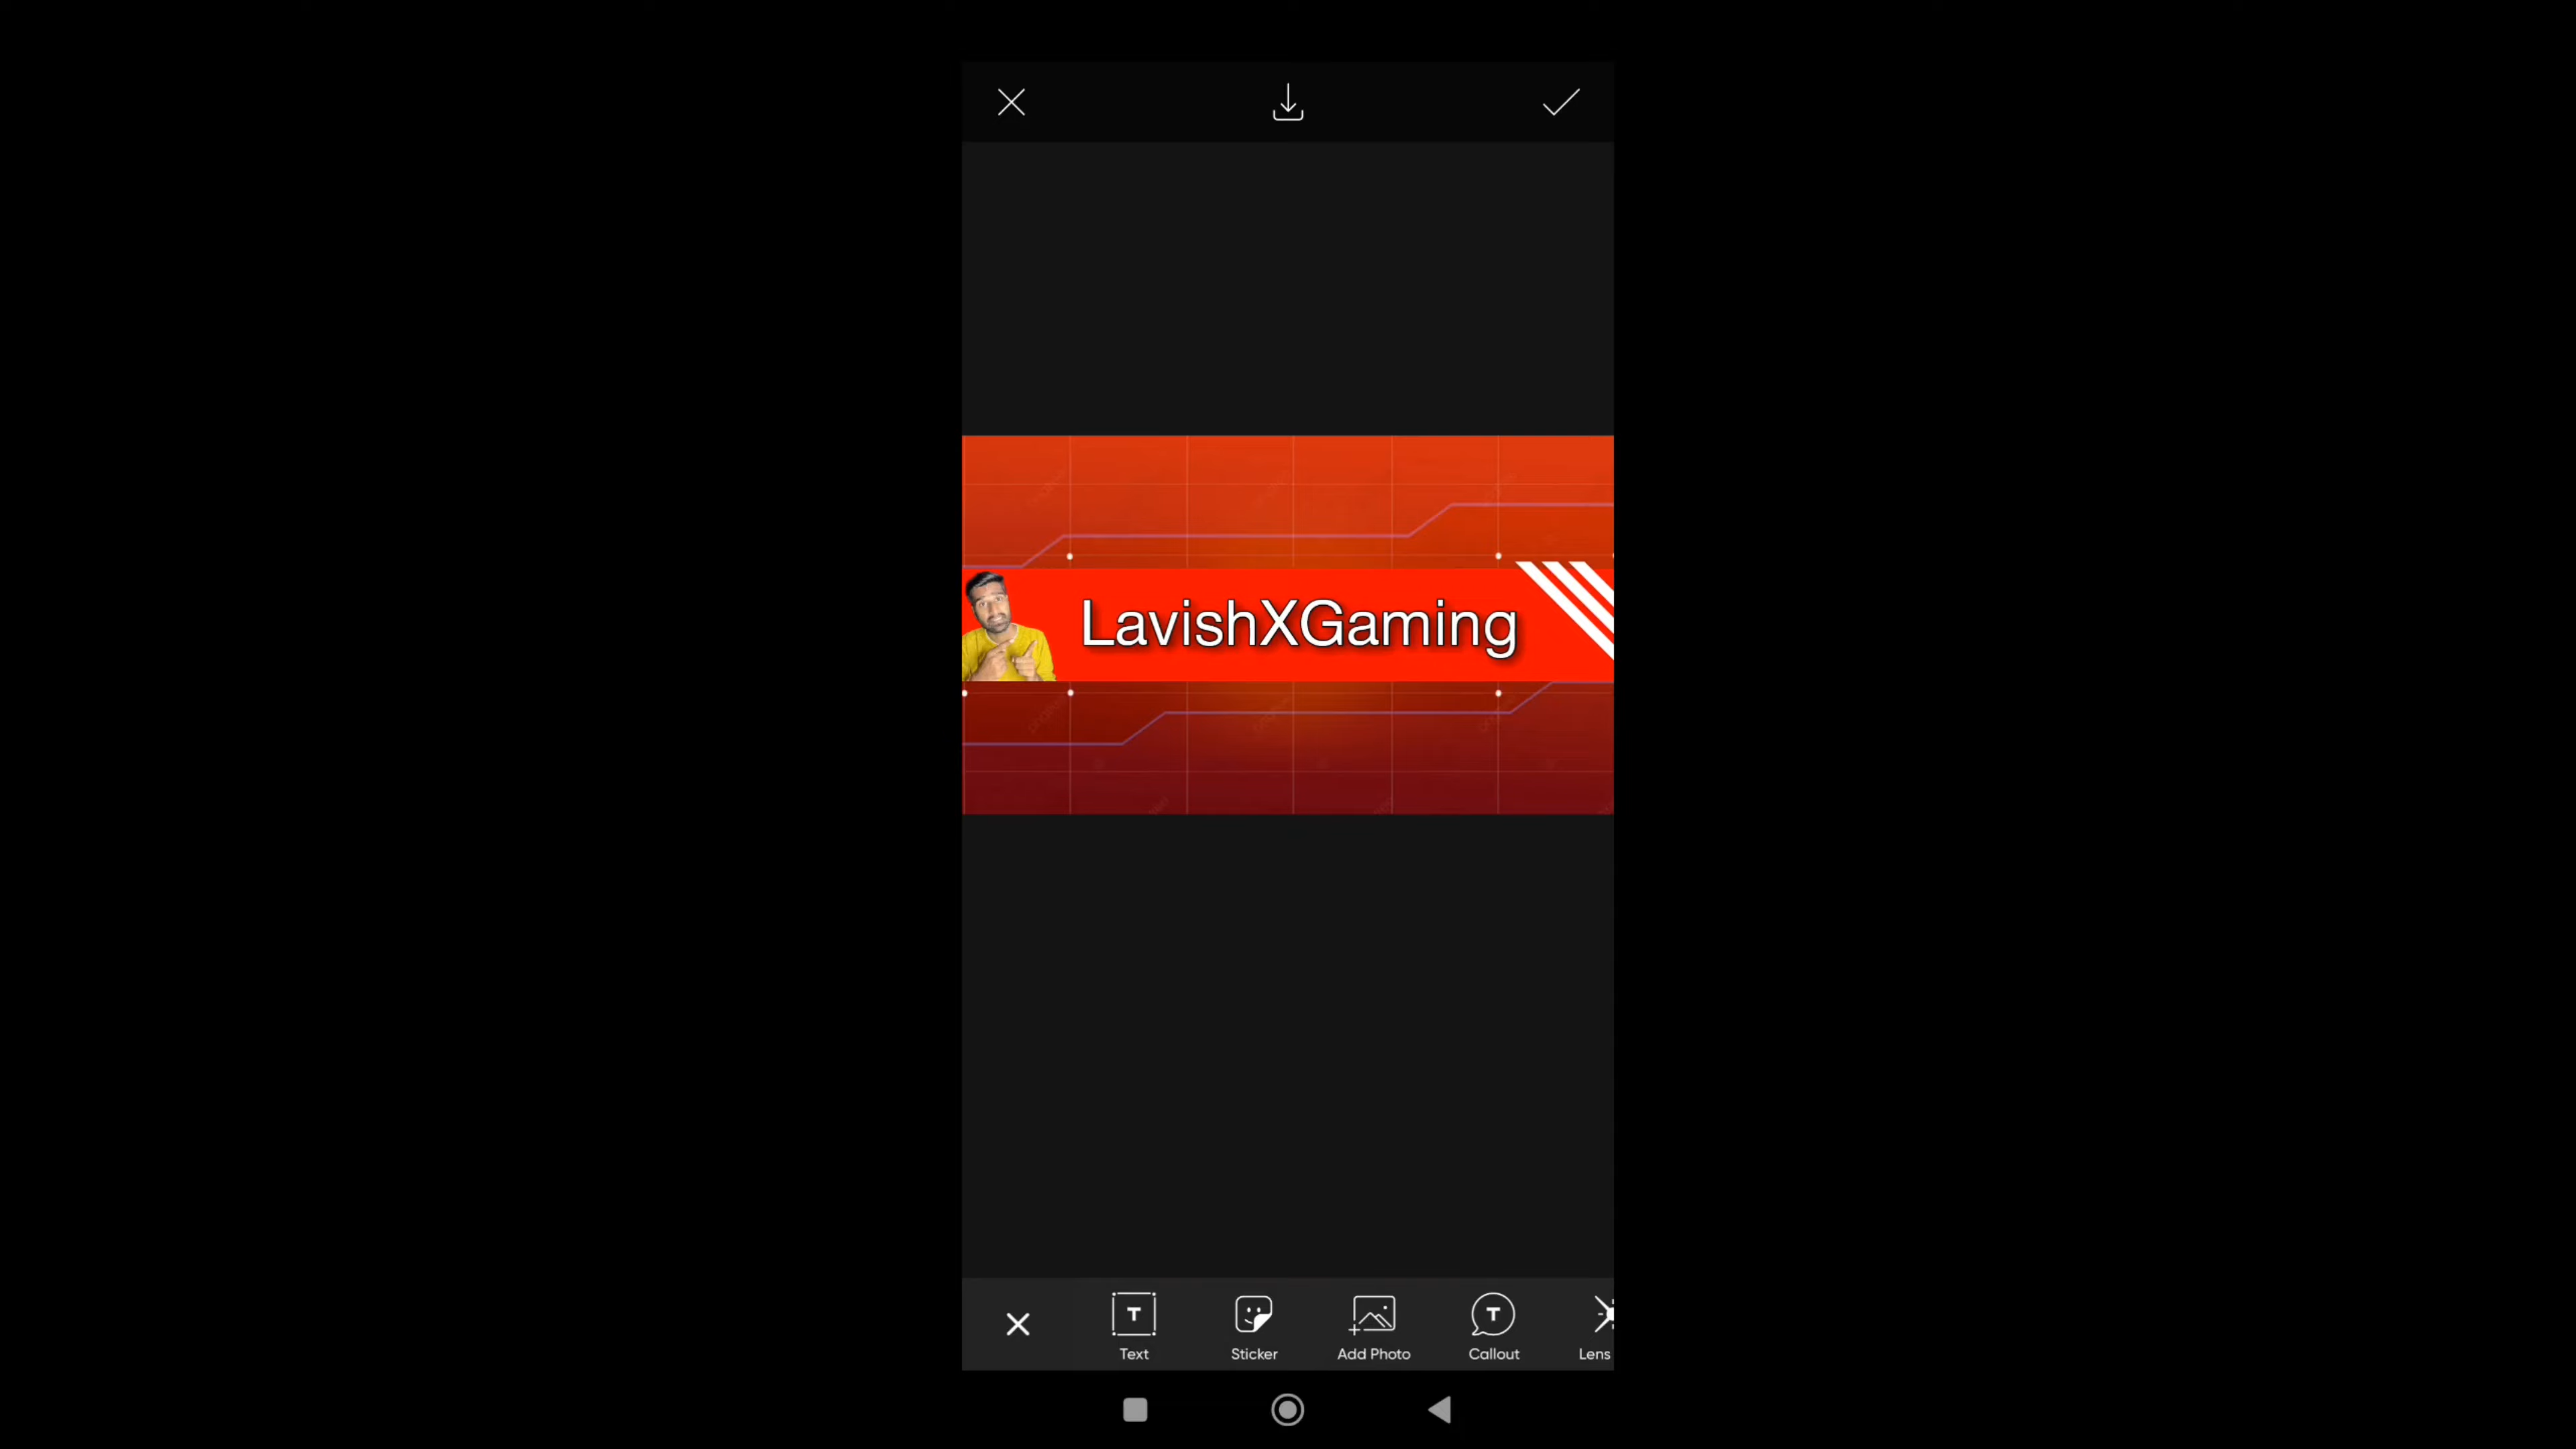 LavishXGaming
T
T
Text
Sticker
Add Photo
Callout
Lens